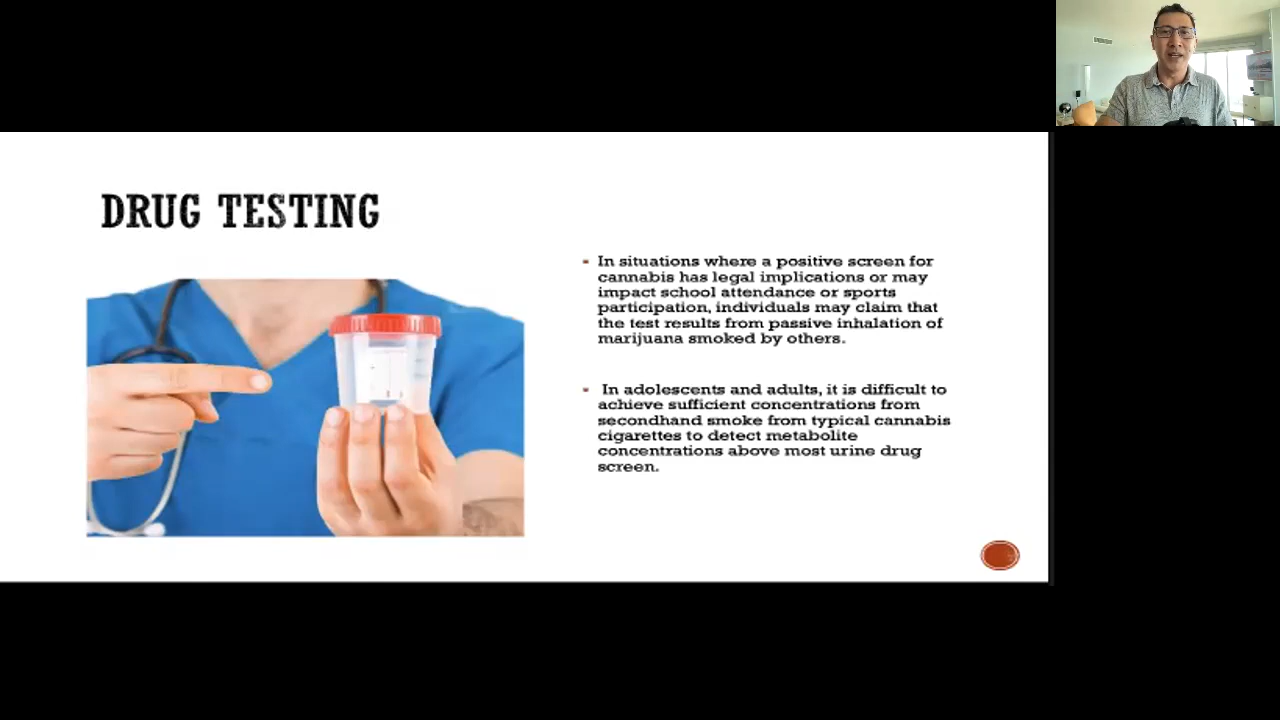 DRUG TESTING
In situations where a positive screen for
cannabis has legal implications or may
impact school attendance or sports
participation, individuals may claim that
the test results from passive inhalation of
marijuana smoked by others.
In adolescents and adults, it is difficult to
achieve sufficient concentrations from
secondhand smoke from typical cannabis
cigarettes to detect metabolite
concentrations above most urine drug
screen.